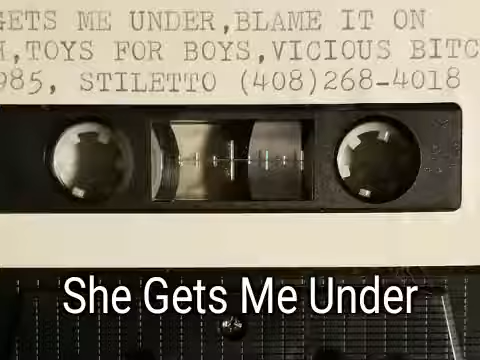 GETS ME UNDER,BLAME IT ON
,TOYS FOR BOYS,VICIOUS BITC
985, STILETTO (408)268-4018
She Gets Me Under